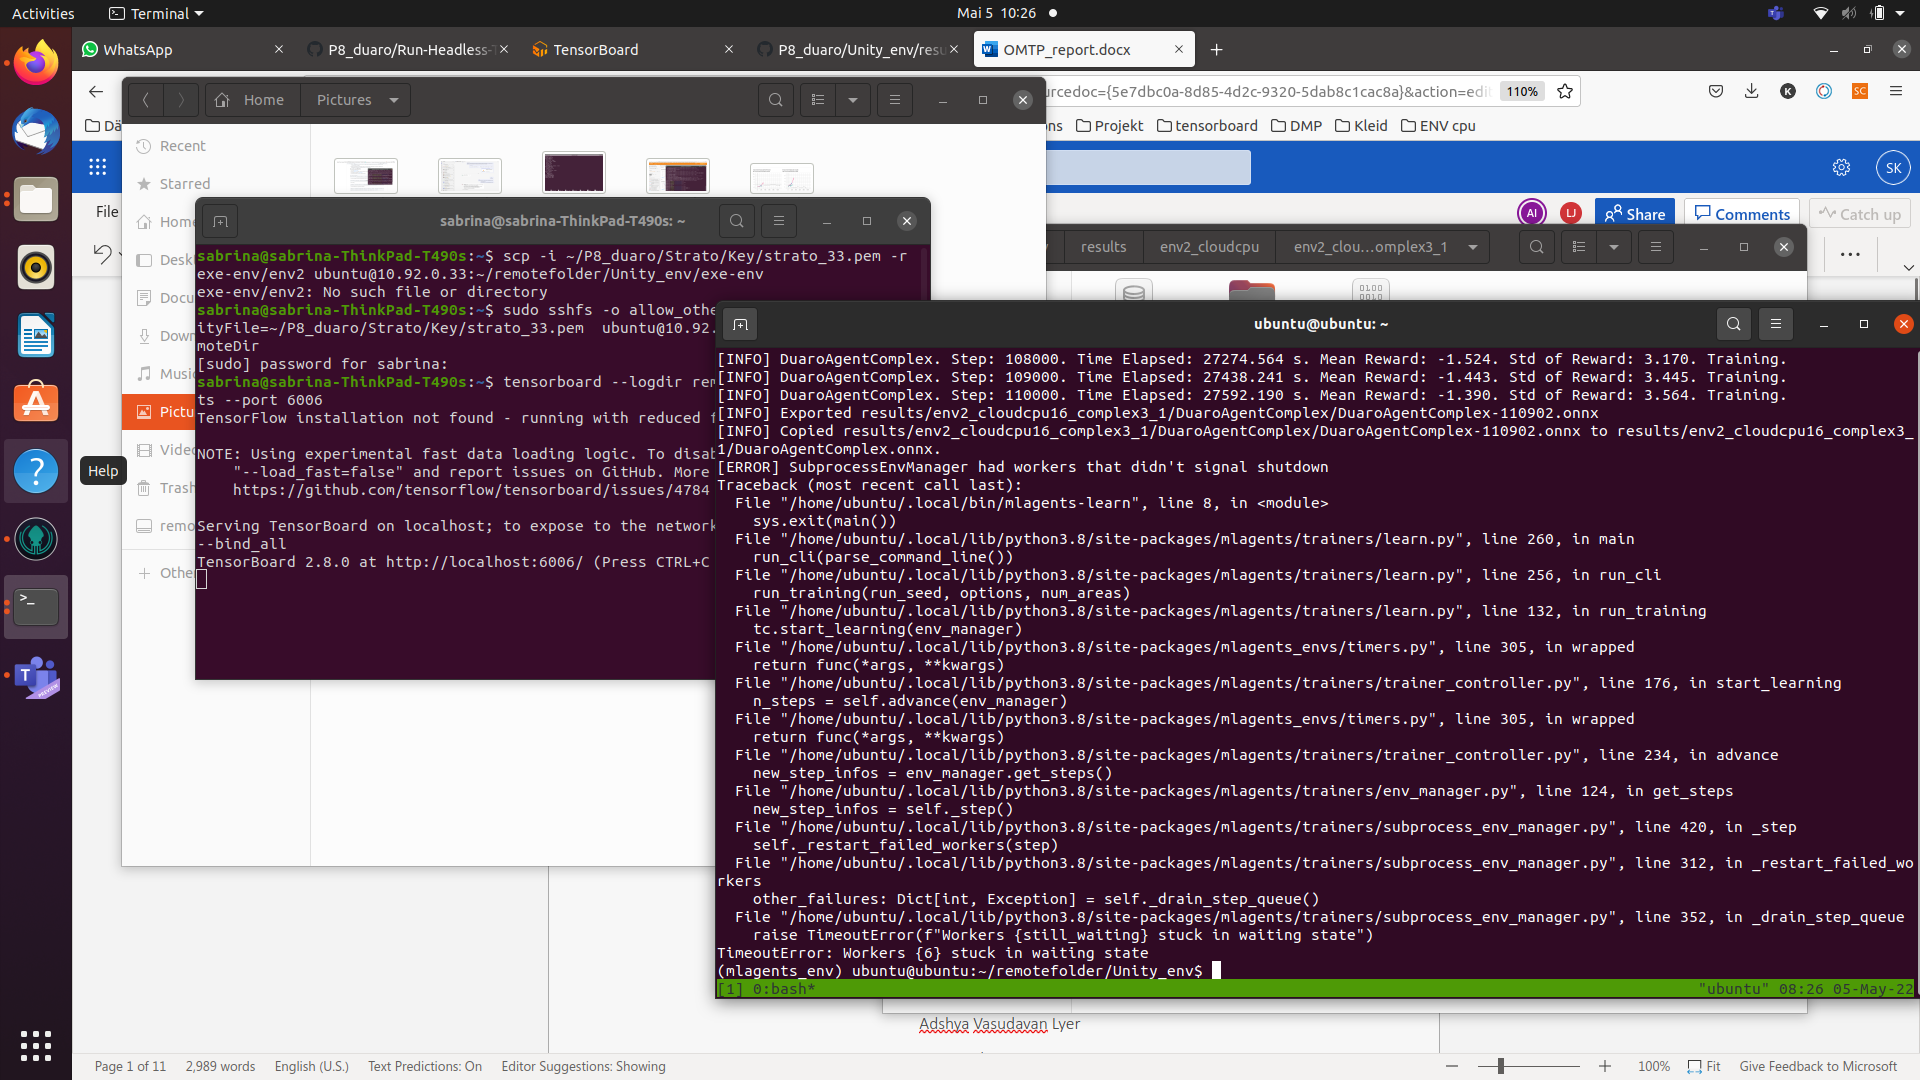 Activities
Terminal
Mai 5 10:26
WhatsApp
P8_duaro/Run-Headless-
TensorBoard
P8_duaro/Unity_env/resu
OMTP_report.docx
Home
Pictures
urcedoc={5e7dbc0a-8d85-4d2c-9320-5dab8c1cac8a}&action=edi
110%
Dä
ns
Projekt
tensorboard
DMP
Kleid
ENV cpu
Recent
Starred
SK
File
AI
LJ
Share
Comments
Catch up
Home
sabrina@sabrina-ThinkPad-T490s: ~
results
env2_cloudcpu
env2_clou…omplex3_1
Desk
Docu
Down
Music
Pictu
Video
Trash
remo
Other
Help
sabrina@sabrina-ThinkPad-T490s:~$ scp -i ~/P8_duaro/Strato/Key/strato_33.pem -r
exe-env/env2 ubuntu@10.92.0.33:~/remotefolder/Unity_env/exe-env
exe-env/env2: No such file or directory
sabrina@sabrina-ThinkPad-T490s:~$ sudo sshfs -o allow_othe
ityFile=~/P8_duaro/Strato/Key/strato_33.pem  ubuntu@10.92.
moteDir
[sudo] password for sabrina:
sabrina@sabrina-ThinkPad-T490s:~$ tensorboard --logdir rem
ts --port 6006
TensorFlow installation not found - running with reduced f
NOTE: Using experimental fast data loading logic. To disab
"--load_fast=false" and report issues on GitHub. More
https://github.com/tensorflow/tensorboard/issues/4784
Serving TensorBoard on localhost; to expose to the network
--bind_all
TensorBoard 2.8.0 at http://localhost:6006/ (Press CTRL+C
ubuntu@ubuntu: ~
[INFO] DuaroAgentComplex. Step: 108000. Time Elapsed: 27274.564 s. Mean Reward: -1.524. Std of Reward: 3.170. Training.
[INFO] DuaroAgentComplex. Step: 109000. Time Elapsed: 27438.241 s. Mean Reward: -1.443. Std of Reward: 3.445. Training.
[INFO] DuaroAgentComplex. Step: 110000. Time Elapsed: 27592.190 s. Mean Reward: -1.390. Std of Reward: 3.564. Training.
[INFO] Exported results/env2_cloudcpu16_complex3_1/DuaroAgentComplex/DuaroAgentComplex-110902.onnx
[INFO] Copied results/env2_cloudcpu16_complex3_1/DuaroAgentComplex/DuaroAgentComplex-110902.onnx to results/env2_cloudcpu16_complex3_
1/DuaroAgentComplex.onnx.
[ERROR] SubprocessEnvManager had workers that didn't signal shutdown
Traceback (most recent call last):
File "/home/ubuntu/.local/bin/mlagents-learn", line 8, in <module>
sys.exit(main())
File "/home/ubuntu/.local/lib/python3.8/site-packages/mlagents/trainers/learn.py", line 260, in main
run_cli(parse_command_line())
File "/home/ubuntu/.local/lib/python3.8/site-packages/mlagents/trainers/learn.py", line 256, in run_cli
run_training(run_seed, options, num_areas)
File "/home/ubuntu/.local/lib/python3.8/site-packages/mlagents/trainers/learn.py", line 132, in run_training
tc.start_learning(env_manager)
File "/home/ubuntu/.local/lib/python3.8/site-packages/mlagents_envs/timers.py", line 305, in wrapped
return func(*args, **kwargs)
File "/home/ubuntu/.local/lib/python3.8/site-packages/mlagents/trainers/trainer_controller.py", line 176, in start_learning
n_steps = self.advance(env_manager)
File "/home/ubuntu/.local/lib/python3.8/site-packages/mlagents_envs/timers.py", line 305, in wrapped
return func(*args, **kwargs)
File "/home/ubuntu/.local/lib/python3.8/site-packages/mlagents/trainers/trainer_controller.py", line 234, in advance
new_step_infos = env_manager.get_steps()
File "/home/ubuntu/.local/lib/python3.8/site-packages/mlagents/trainers/env_manager.py", line 124, in get_steps
new_step_infos = self._step()
File "/home/ubuntu/.local/lib/python3.8/site-packages/mlagents/trainers/subprocess_env_manager.py", line 420, in _step
self._restart_failed_workers(step)
File "/home/ubuntu/.local/lib/python3.8/site-packages/mlagents/trainers/subprocess_env_manager.py", line 312, in _restart_failed_wo
rkers
other_failures: Dict[int, Exception] = self._drain_step_queue()
File "/home/ubuntu/.local/lib/python3.8/site-packages/mlagents/trainers/subprocess_env_manager.py", line 352, in _drain_step_queue
raise TimeoutError(f"Workers {still_waiting} stuck in waiting state")
TimeoutError: Workers {6} stuck in waiting state
(mlagents_env) ubuntu@ubuntu:~/remotefolder/Unity_env$
[1] 0:bash*
"ubuntu" 08:26 05-May-22
Adshya Vasudavan Lyer
Page 1 of 11
2,989 words
English (U.S.)
Text Predictions: On
Editor Suggestions: Showing
100%
Fit
Give Feedback to Microsoft